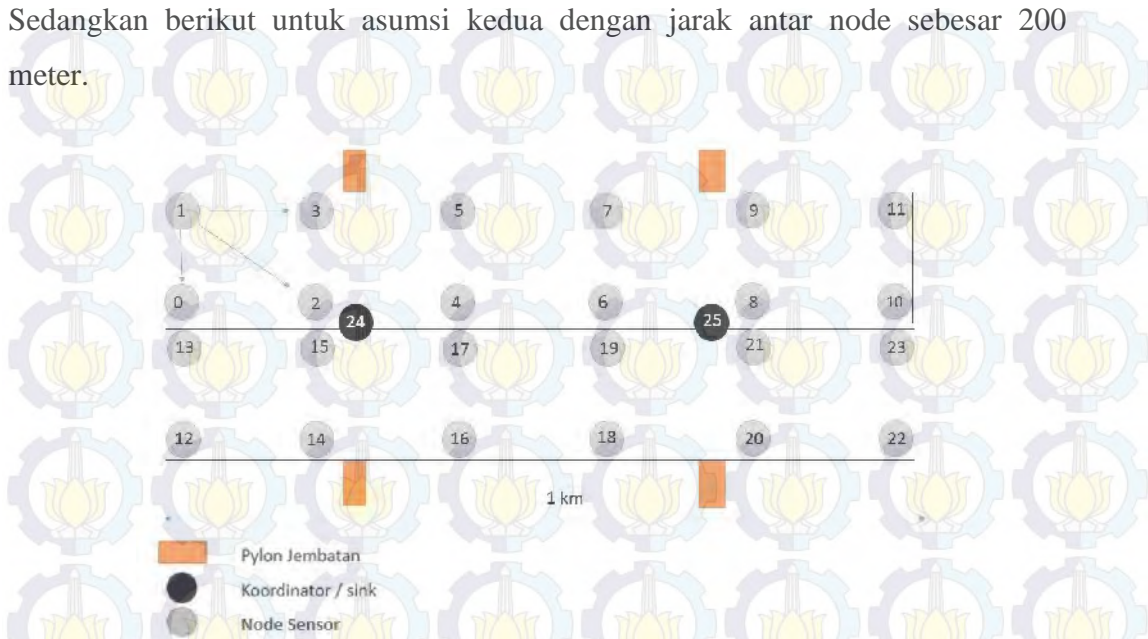 Sedangkan berikut untuk asumsi kedua dengan jarak antar node sebesar 200
meter.
1 3 5 7 9 11
0 2 4 6 8 10
24 25
13 15 17 19 21 23
12 14 16 18 20 22
1 km
Pylon Jembatan
Koordinator / sink
Node Sensor